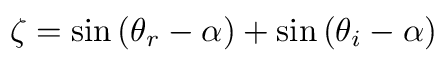 ζ = sin (θ_r − α) + sin (θ_i − α)